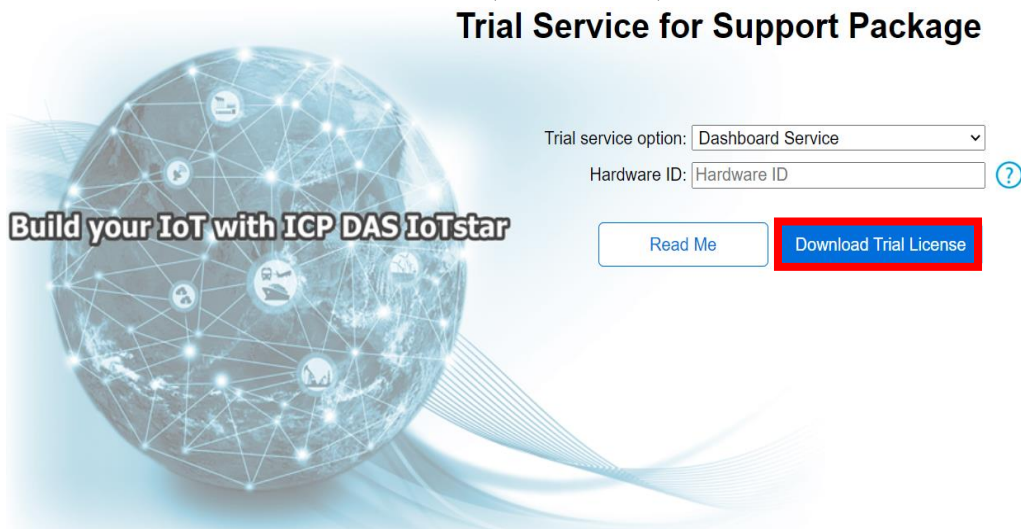 Trial Service for Support Package
Trial service option: Dashboard Service
Hardware ID: Hardware ID
?
Build your IoT with ICP DAS IoTstar
Read Me
Download Trial License